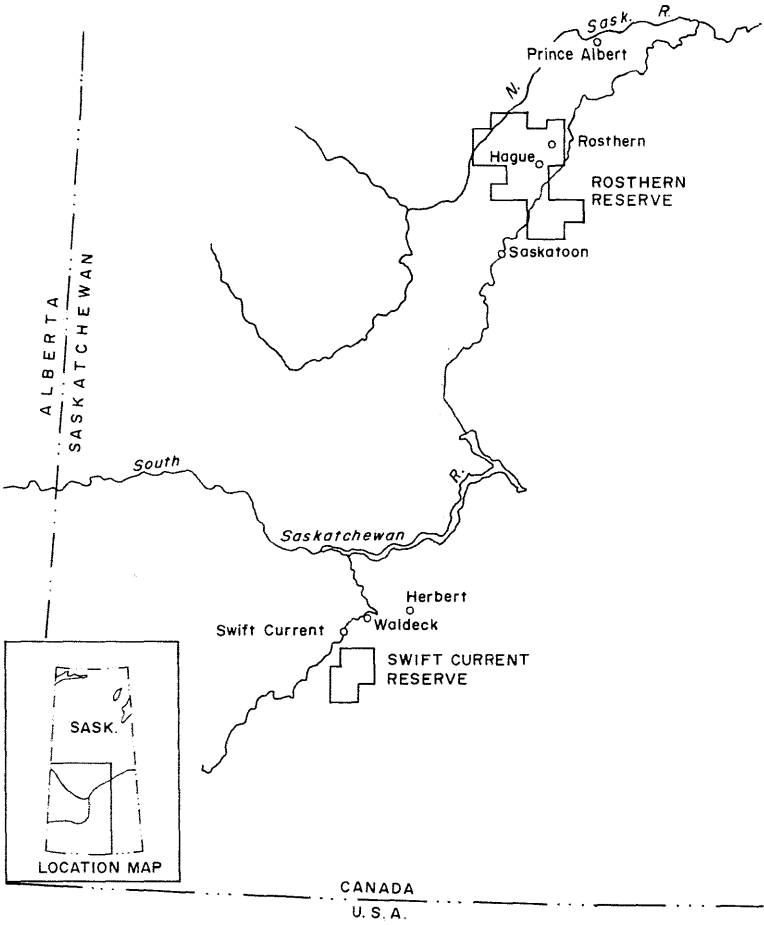 Sask. R.
Prince Albert
N.
Rosthern
Hague
ROSTHERN
RESERVE
Saskatoon
ALBERTA
SASKATCHEWAN
South
R.
Saskatchewan
Herbert
Waldeck
Swift Current
SWIFT CURRENT
RESERVE
SASK.
LOCATION MAP
CANADA
U.S.A.